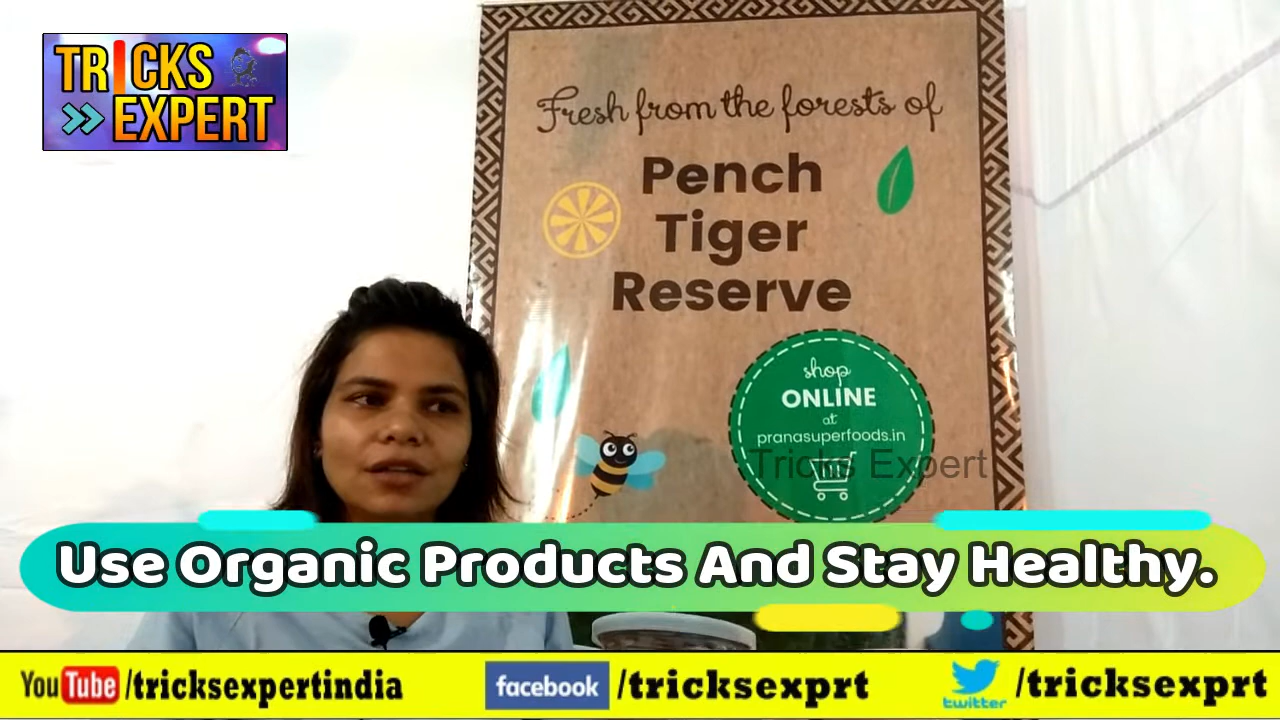 TRICKS
EXPERT
Fresh from the forests of
Pench
Tiger
Reserve
shop
ONLINE
at
pranasuperfoods.in
Tricks Expert
Use Organic Products And Stay Healthy.
YouTube /tricksexpertindia
facebook /tricksexprt
twitter /tricksexprt